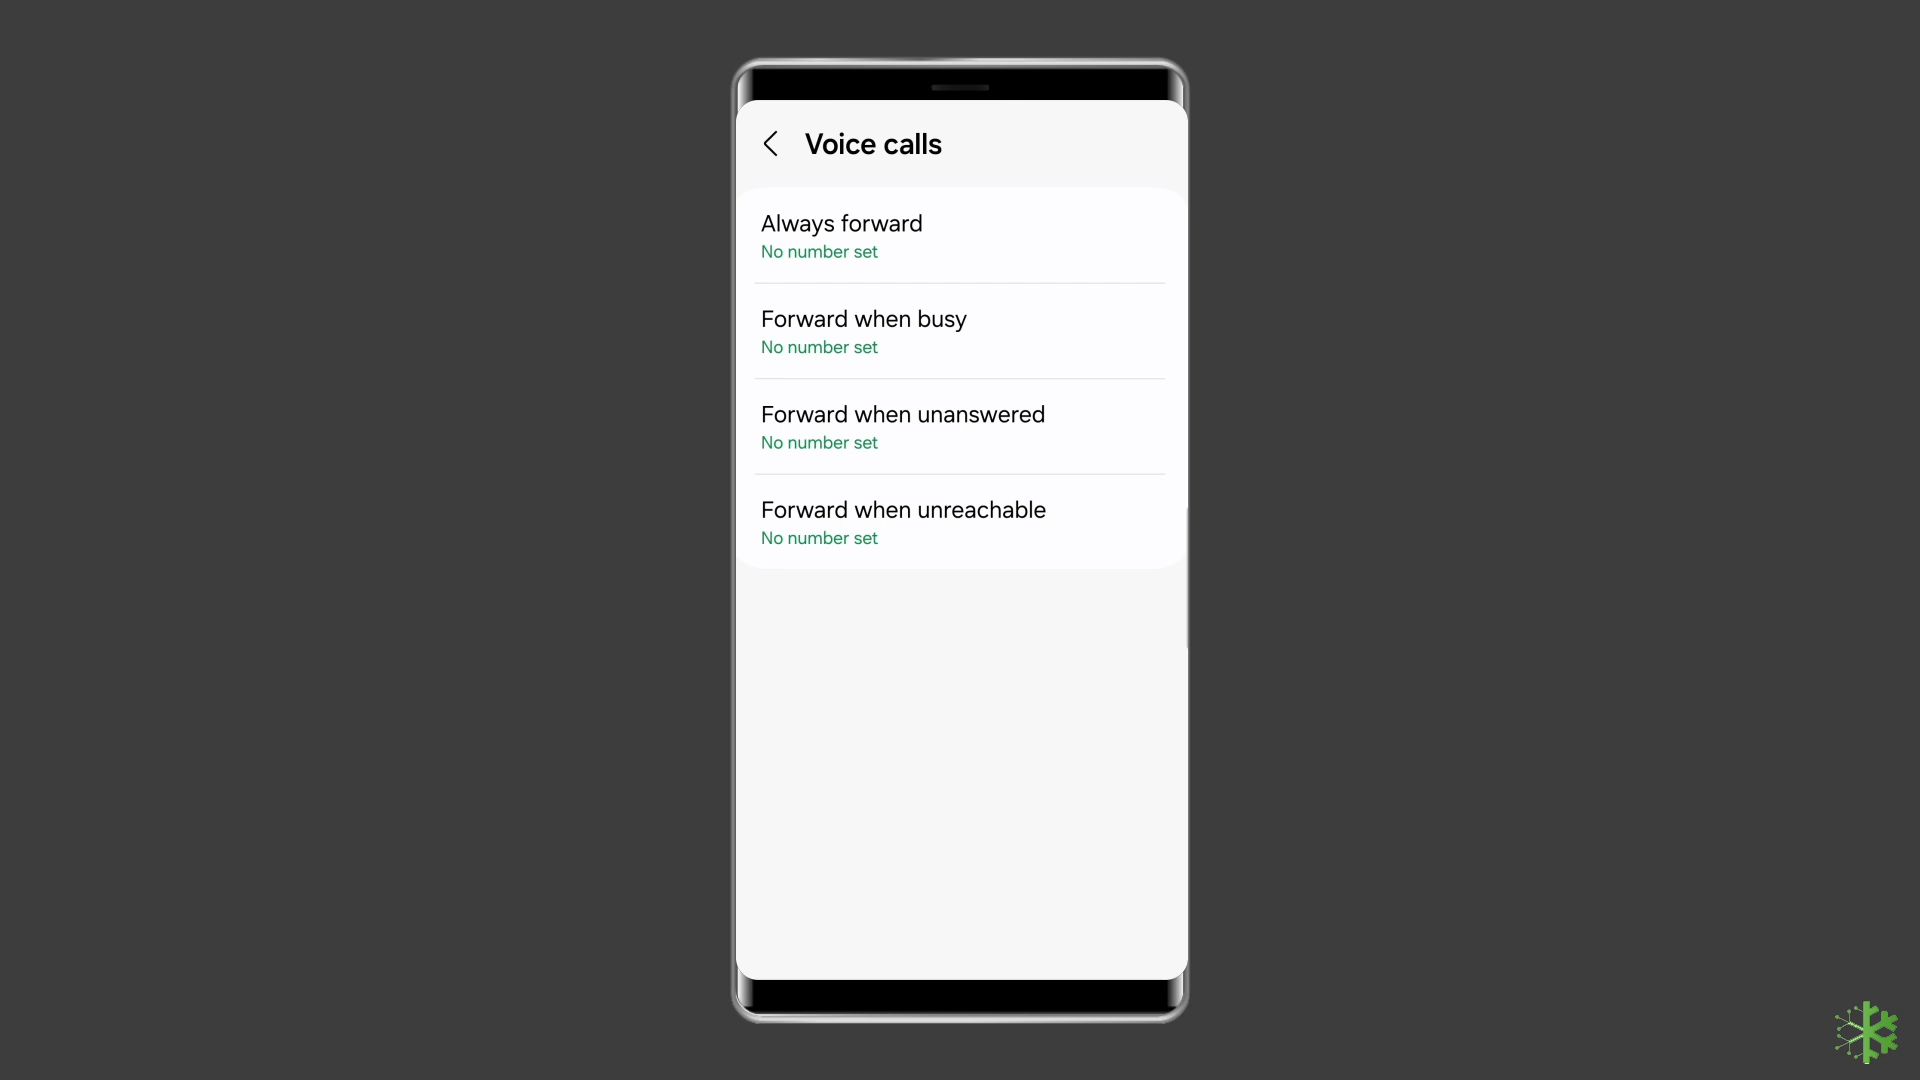 Voice calls
Always forward
No number set
Forward when busy
No number set
Forward when unanswered
No number set
Forward when unreachable
No number set